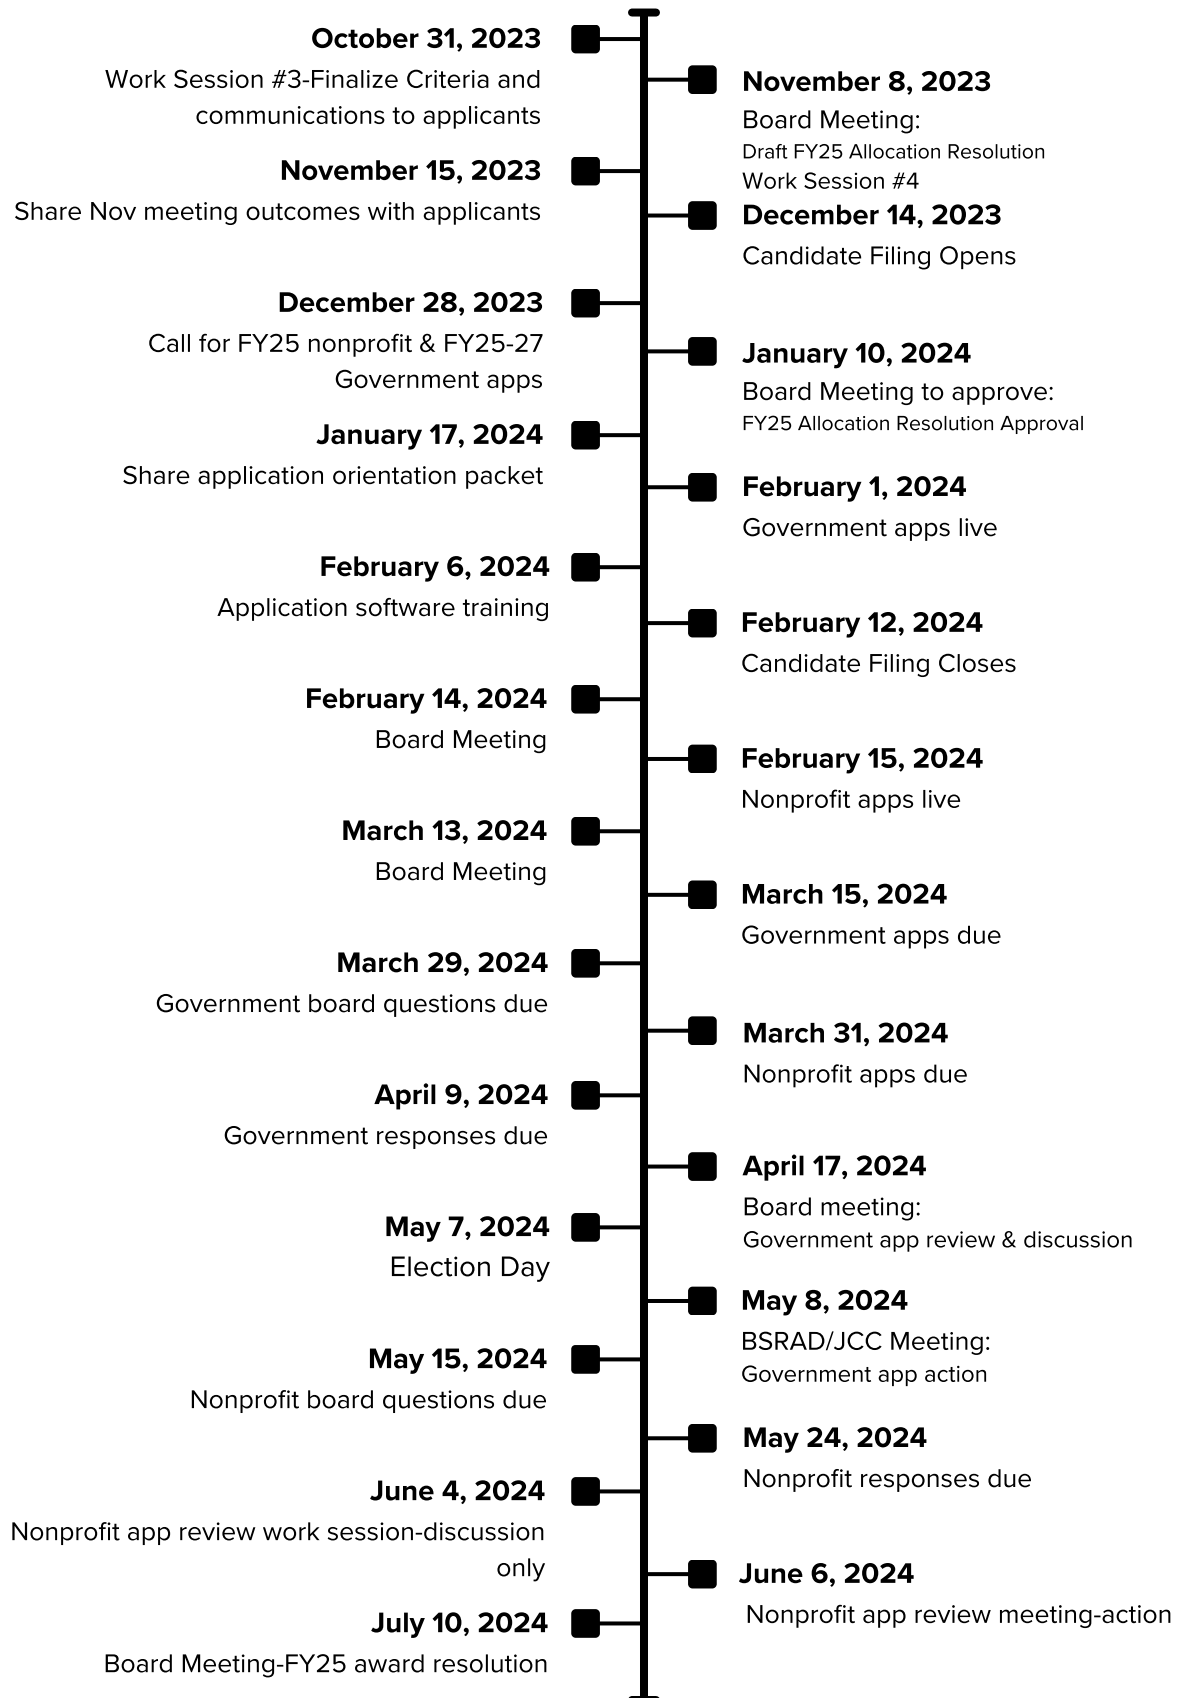 October 31, 2023
Work Session #3-Finalize Criteria and
communications to applicants
November 8, 2023
Board Meeting:
Draft FY25 Allocation Resolution
Work Session #4
November 15, 2023
Share Nov meeting outcomes with applicants
December 14, 2023
Candidate Filing Opens
December 28, 2023
Call for FY25 nonprofit & FY25-27
Government apps
January 10, 2024
Board Meeting to approve:
FY25 Allocation Resolution Approval
January 17, 2024
Share application orientation packet
February 1, 2024
Government apps live
February 6, 2024
Application software training
February 12, 2024
Candidate Filing Closes
February 14, 2024
Board Meeting
February 15, 2024
Nonprofit apps live
March 13, 2024
Board Meeting
March 15, 2024
Government apps due
March 29, 2024
Government board questions due
March 31, 2024
Nonprofit apps due
April 9, 2024
Government responses due
April 17, 2024
Board meeting:
Government app review & discussion
May 7, 2024
Election Day
May 8, 2024
BSRAD/JCC Meeting:
Government app action
May 15, 2024
Nonprofit board questions due
May 24, 2024
Nonprofit responses due
June 4, 2024
Nonprofit app review work session-discussion
only
June 6, 2024
Nonprofit app review meeting-action
July 10, 2024
Board Meeting-FY25 award resolution